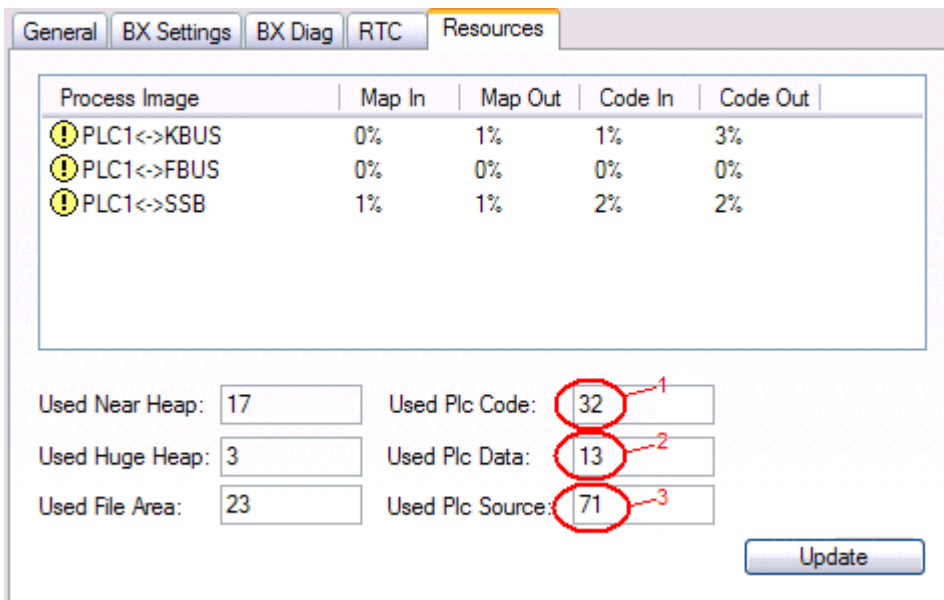 General BX Settings BX Diag RTC Resources
Process Image Map In Map Out Code In Code Out
PLC1<->KBUS 0% 1% 1% 3%
PLC1<->FBUS 0% 0% 0% 0%
PLC1<->SSB 1% 1% 2% 2%
Used Near Heap: 17 Used Plc Code: 32 1
Used Huge Heap: 3 Used Plc Data: 13 2
Used File Area: 23 Used Plc Source: 71 3
Update